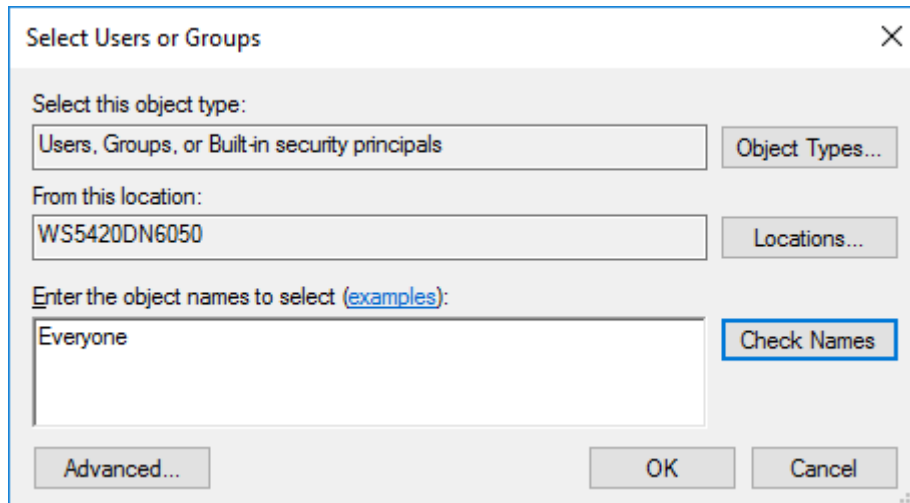 Select Users or Groups
Select this object type:
Users, Groups, or Built-in security principals
Object Types...
From this location:
WS5420DN6050
Locations...
Enter the object names to select (examples):
Everyone
Check Names
Advanced...
OK
Cancel